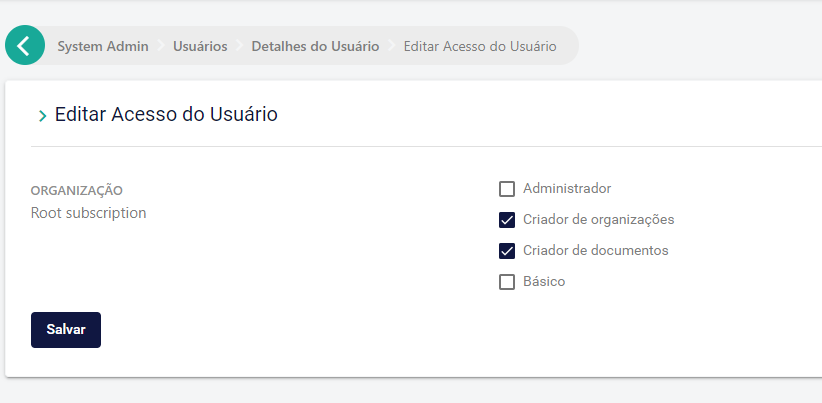 System Admin Usuários Detalhes do Usuário Editar Acesso do Usuário
Editar Acesso do Usuário
ORGANIZAÇÃO
Root subscription
Administrador
Criador de organizações
Criador de documentos
Básico
Salvar